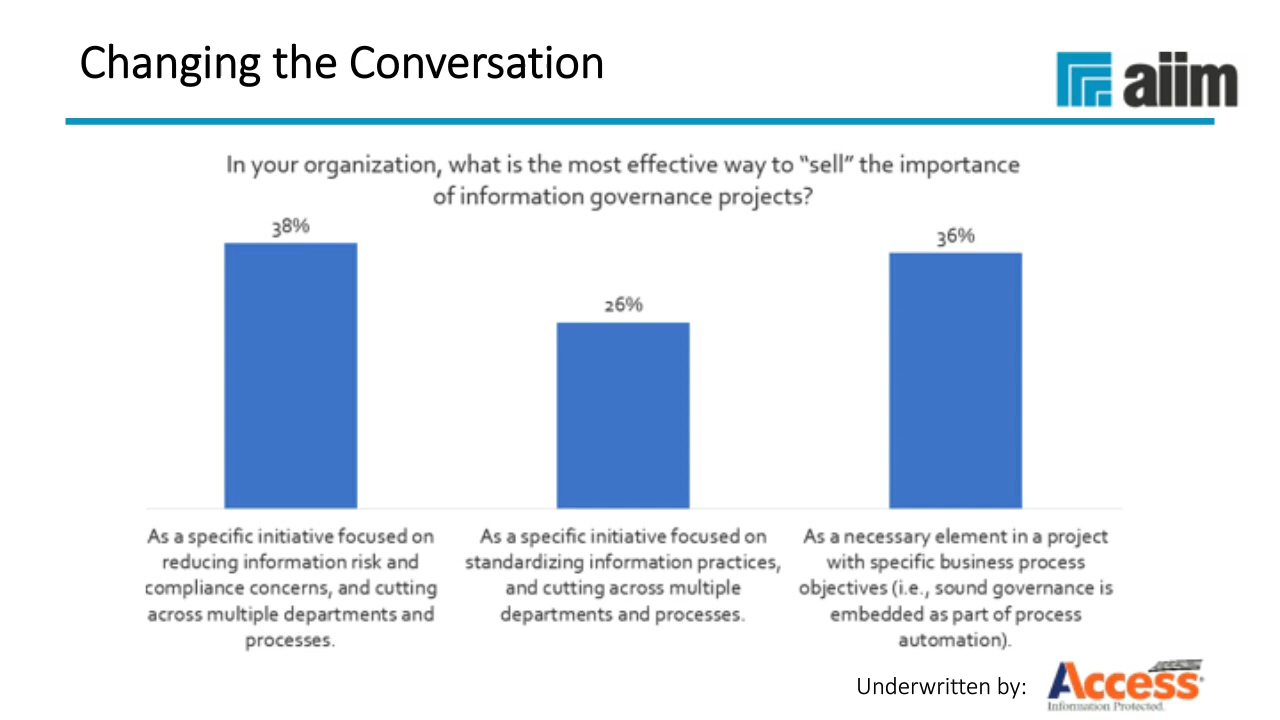 Changing the Conversation
aiim
In your organization, what is the most effective way to “sell” the importance
of information governance projects?
38%
26%
36%
As a specific initiative focused on
reducing information risk and
compliance concerns, and cutting
across multiple departments and
processes.
As a specific initiative focused on
standardizing information practices,
and cutting across multiple
departments and processes.
As a necessary element in a project
with specific business process
objectives (i.e., sound governance is
embedded as part of process
automation).
Underwritten by:
Access
Information Protected.